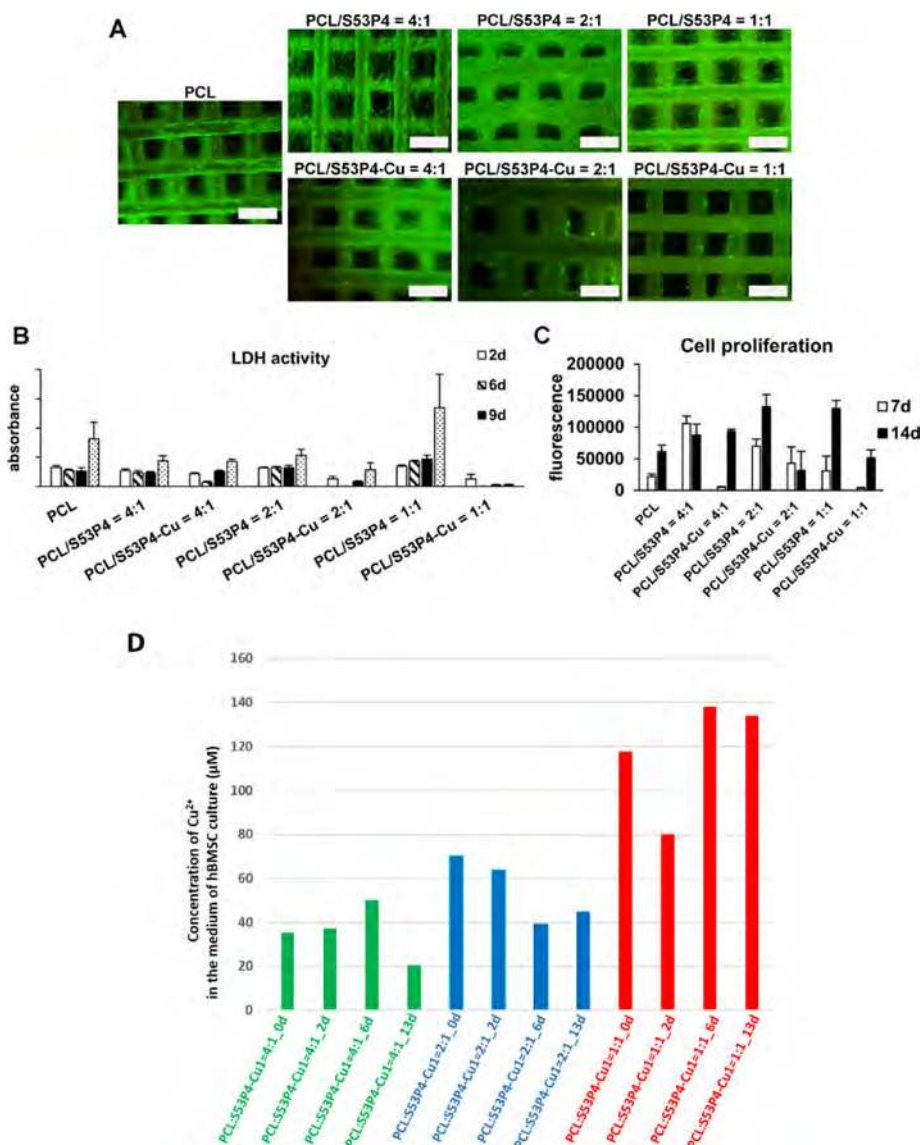 A
PCL
PCL/S53P4 = 4:1
PCL/S53P4 = 2:1
PCL/S53P4 = 1:1
PCL/S53P4-Cu = 4:1
PCL/S53P4-Cu = 2:1
PCL/S53P4-Cu = 1:1
B
LDH activity
absorbance
2d
6d
9d
PCL
PCL/S53P4 = 4:1
PCL/S53P4-Cu = 4:1
PCL/S53P4 = 2:1
PCL/S53P4-Cu = 2:1
PCL/S53P4 = 1:1
PCL/S53P4-Cu = 1:1
C
Cell proliferation
fluorescence
200000
150000
100000
50000
0
7d
14d
PCL
PCL/S53P4 = 4:1
PCL/S53P4-Cu = 4:1
PCL/S53P4 = 2:1
PCL/S53P4-Cu = 2:1
PCL/S53P4 = 1:1
PCL/S53P4-Cu = 1:1
D
Concentration of Cu²⁺
in the medium of hBMSC culture (µM)
160
140
120
100
80
60
40
20
0
PCL:S53P4-Cu1=4:1_0d
PCL:S53P4-Cu1=4:1_2d
PCL:S53P4-Cu1=4:1_6d
PCL:S53P4-Cu1=4:1_13d
PCL:S53P4-Cu1=2:1_0d
PCL:S53P4-Cu1=2:1_2d
PCL:S53P4-Cu1=2:1_6d
PCL:S53P4-Cu1=2:1_13d
PCL:S53P4-Cu1=1:1_0d
PCL:S53P4-Cu1=1:1_2d
PCL:S53P4-Cu1=1:1_6d
PCL:S53P4-Cu1=1:1_13d